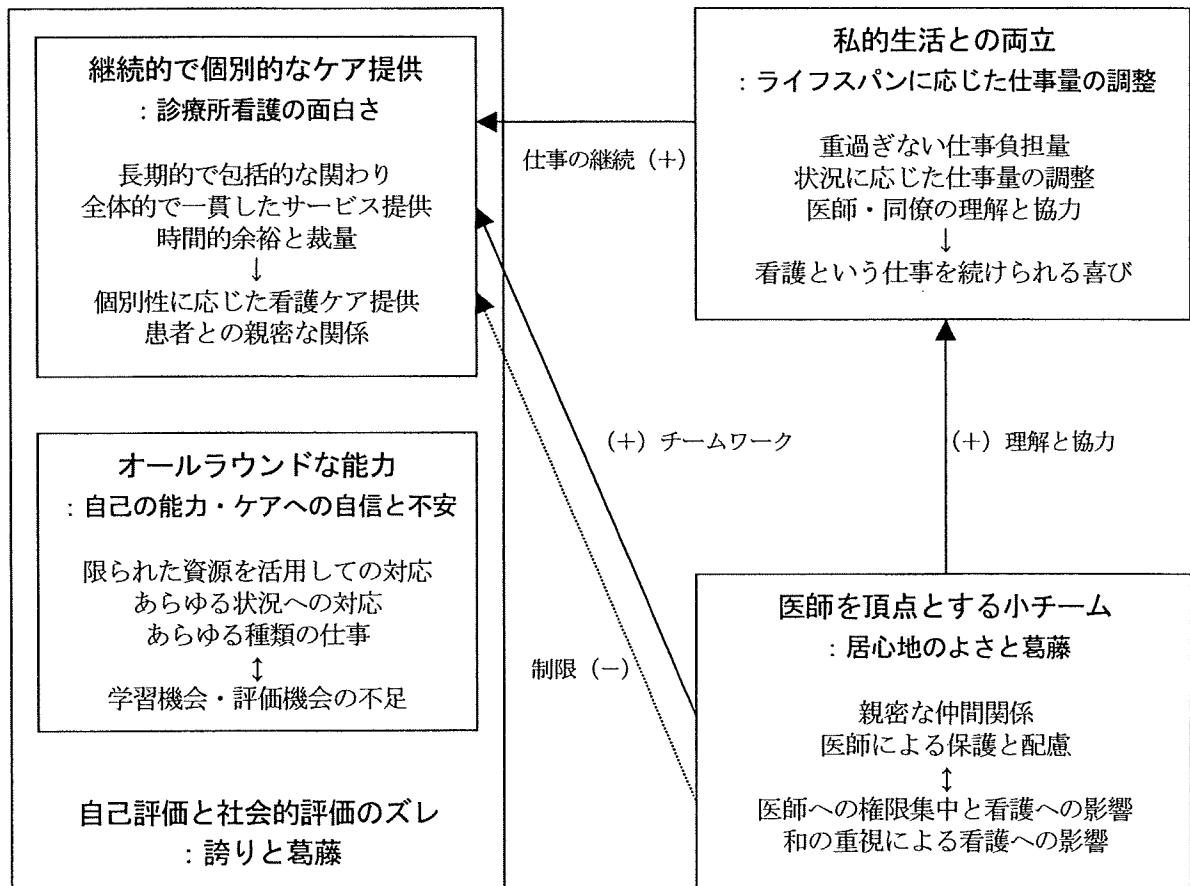 継続的で個別的なケア提供
：診療所看護の面白さ
長期的で包括的な関わり
全体的で一貫したサービス提供
時間的余裕と裁量
↓
個別性に応じた看護ケア提供
患者との親密な関係
オールラウンドな能力
：自己の能力・ケアへの自信と不安
限られた資源を活用しての対応
あらゆる状況への対応
あらゆる種類の仕事
↕
学習機会・評価機会の不足
自己評価と社会的評価のズレ
：誇りと葛藤
仕事の継続（＋）
（＋）チームワーク
制限（－）
私的生活との両立
：ライフスパンに応じた仕事量の調整
重過ぎない仕事負担量
状況に応じた仕事量の調整
医師・同僚の理解と協力
↓
看護という仕事を続けられる喜び
（＋）理解と協力
医師を頂点とする小チーム
：居心地のよさと葛藤
親密な仲間関係
医師による保護と配慮
↕
医師への権限集中と看護への影響
和の重視による看護への影響